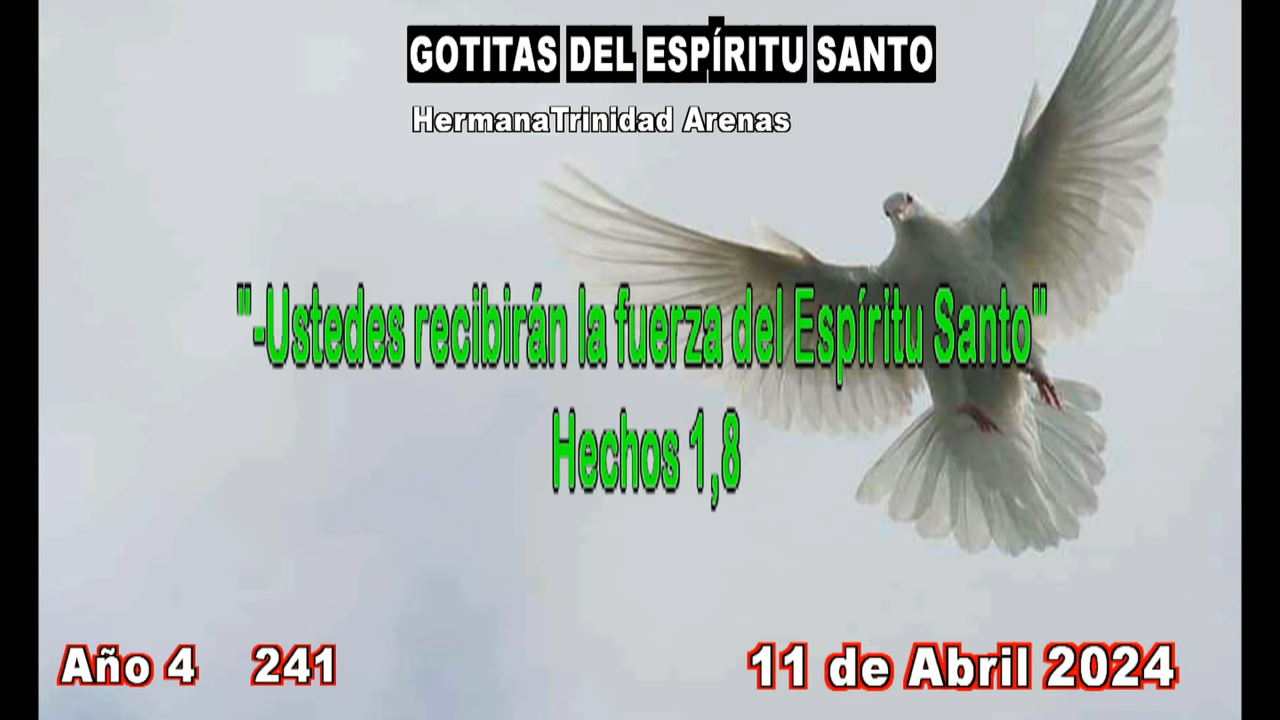 GOTITAS DEL ESPÍRITU SANTO
HermanaTrinidad Arenas
"-Ustedes recibirán la fuerza del Espíritu Santo"
Hechos 1,8
Año 4 241 11 de Abril 2024